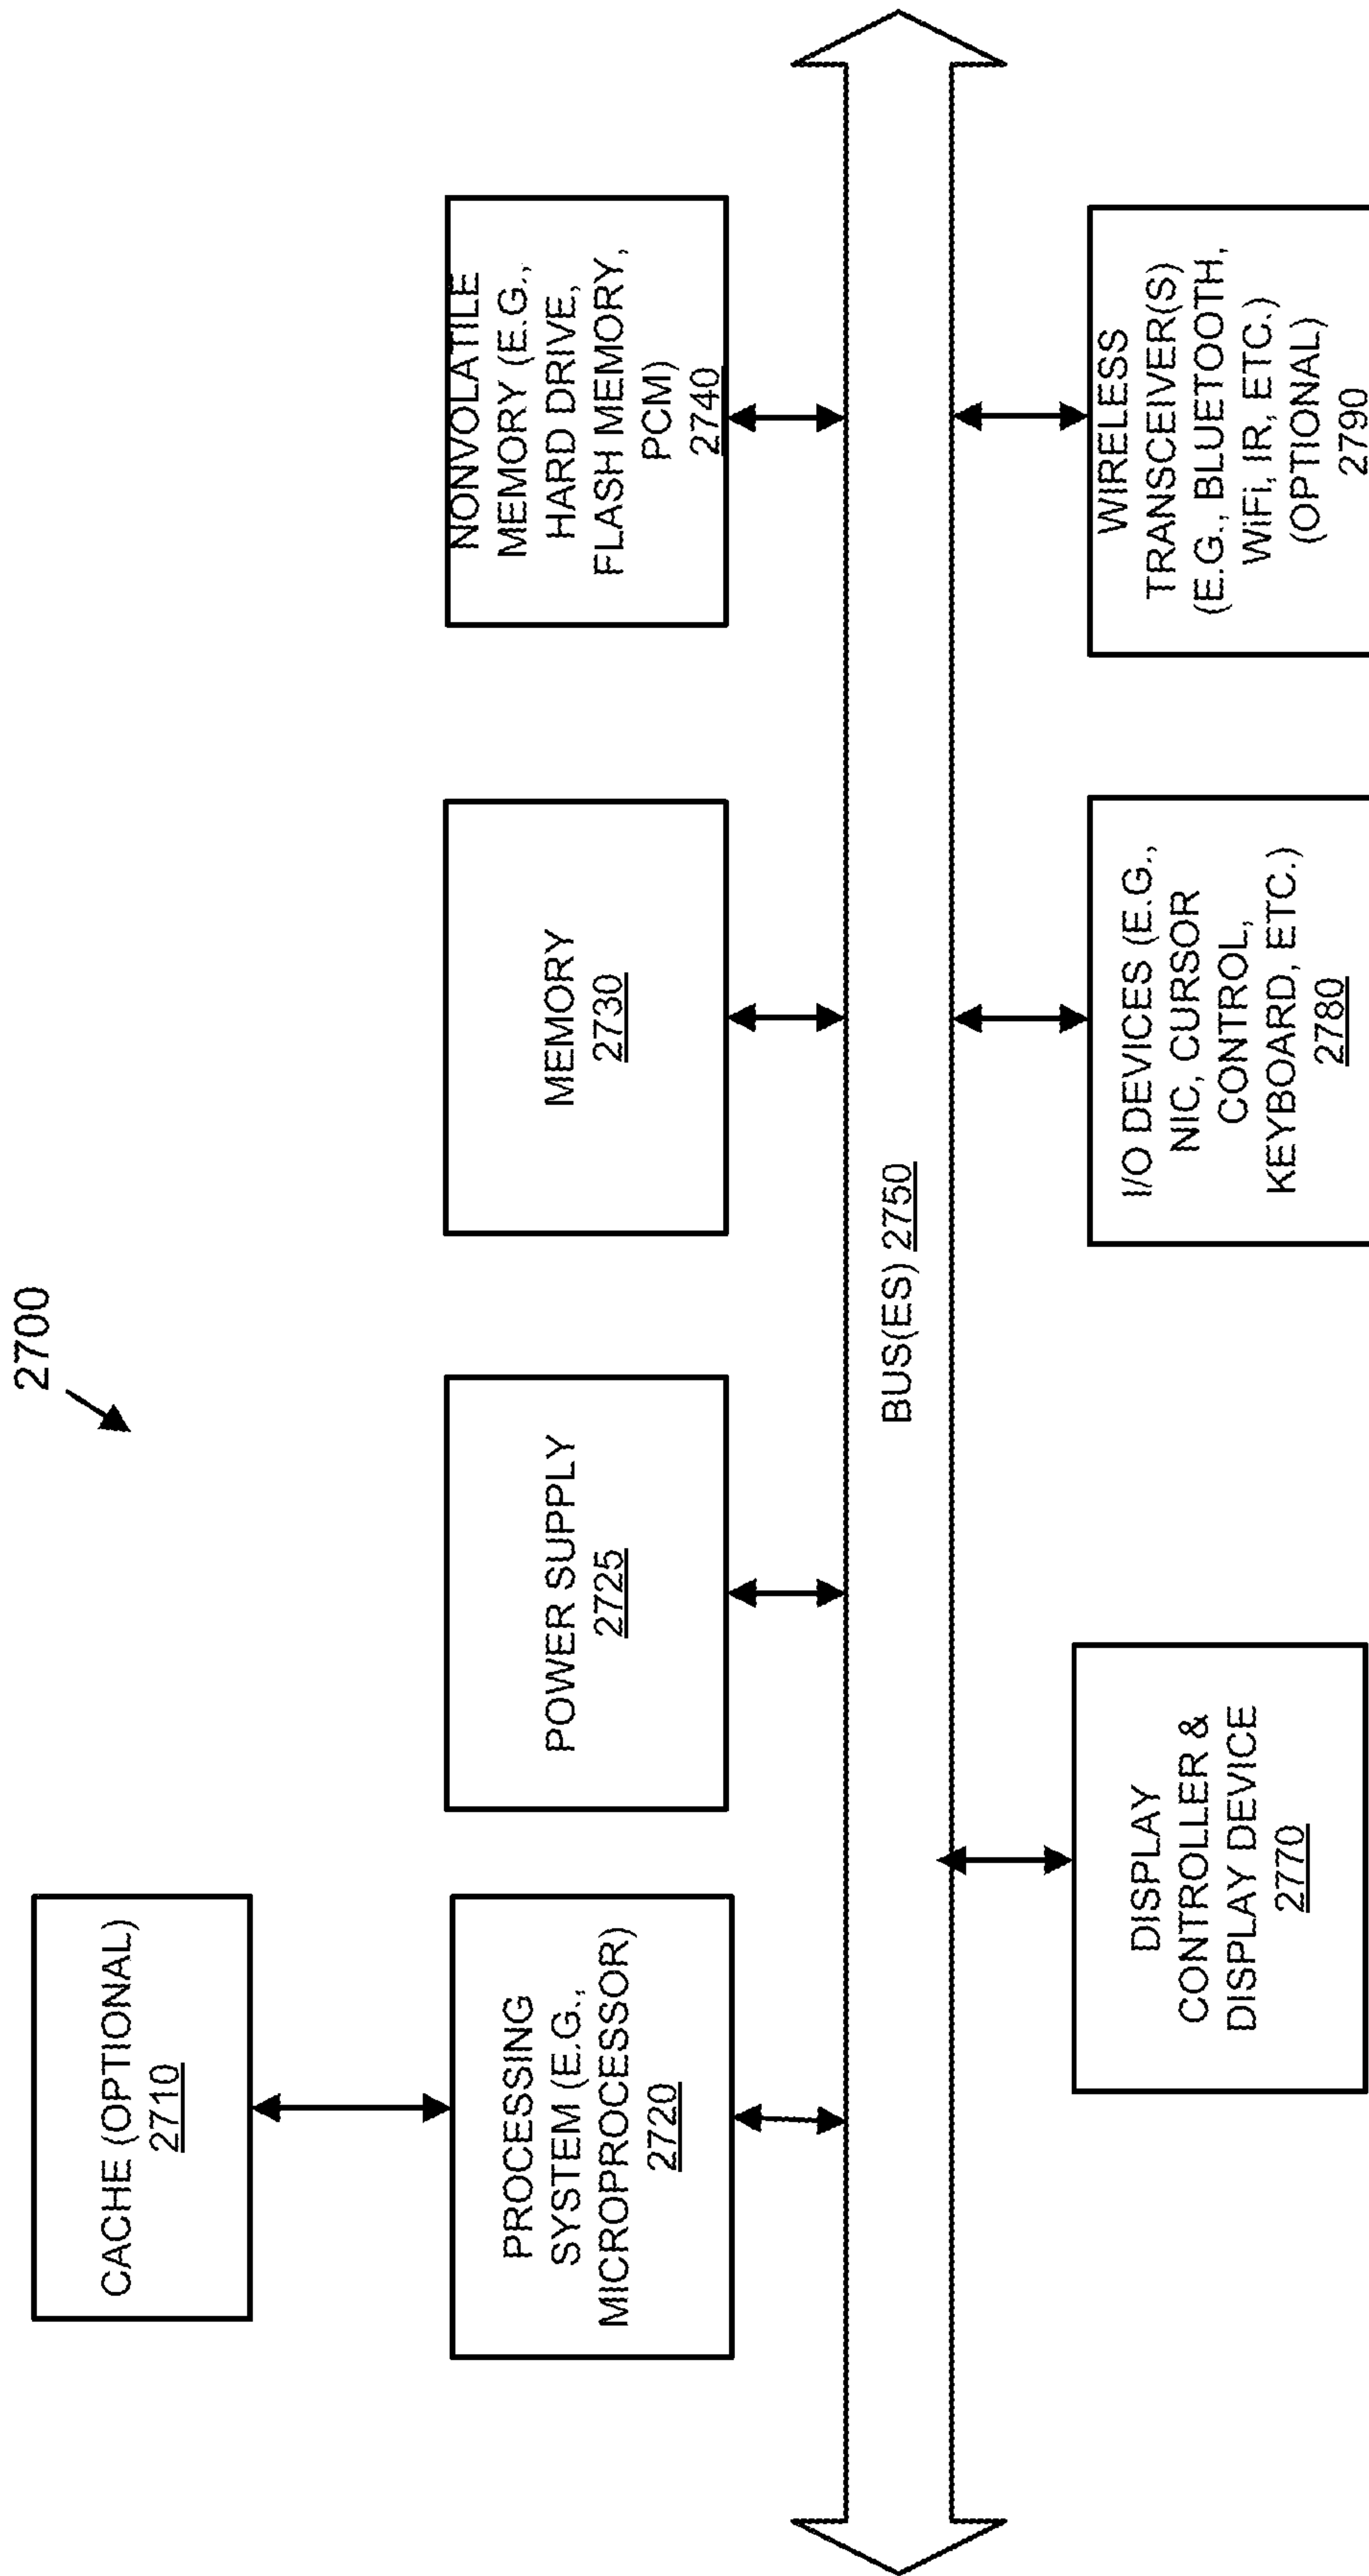 2700
CACHE (OPTIONAL)
2710
PROCESSING
SYSTEM (E.G.,
MICROPROCESSOR)
2720
POWER SUPPLY
2725
MEMORY
2730
NONVOLATILE
MEMORY (E.G.,
HARD DRIVE,
FLASH MEMORY,
PCM)
2740
BUS(ES) 2750
DISPLAY
CONTROLLER &
DISPLAY DEVICE
2770
I/O DEVICES (E.G.,
NIC, CURSOR
CONTROL,
KEYBOARD, ETC.)
2780
WIRELESS
TRANSCEIVER(S)
(E.G., BLUETOOTH,
WiFi, IR, ETC.)
(OPTIONAL)
2790